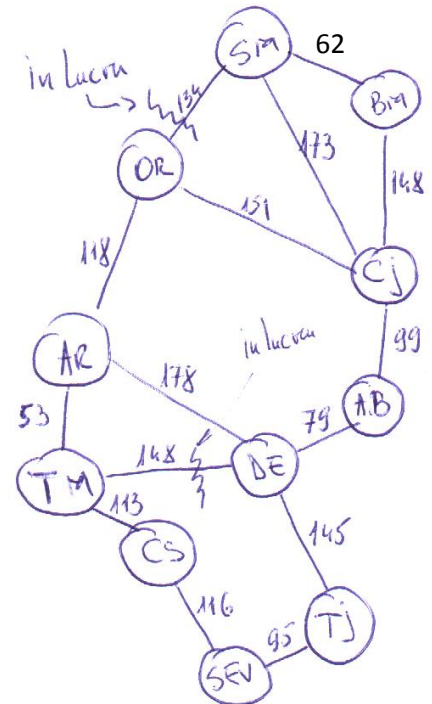 SM
62
in lucru
134
BM
OR
173
151
148
118
CJ
AR
in lucru
99
178
53
79
AB
148
TM
DE
113
CS
145
116
95
TJ
SEV